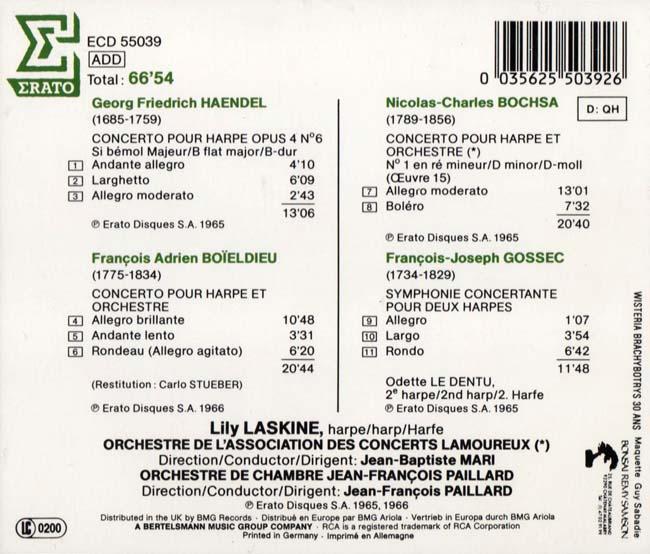 ERATO
ECD 55039
ADD
Total : 66'54
0 035625 503926
D: QH
Georg Friedrich HAENDEL
(1685-1759)
CONCERTO POUR HARPE OPUS 4 Nº6
Si bémol Majeur/B flat major/B-dur
1 Andante allegro 4'10
2 Larghetto 6'09
3 Allegro moderato 2'43
13'06
℗ Erato Disques S.A. 1965
François Adrien BOÏELDIEU
(1775-1834)
CONCERTO POUR HARPE ET
ORCHESTRE
4 Allegro brillante 10'48
5 Andante lento 3'31
6 Rondeau (Allegro agitato) 6'20
20'44
(Restitution : Carlo STUEBER)
℗ Erato Disques S.A. 1966
Nicolas-Charles BOCHSA
(1789-1856)
CONCERTO POUR HARPE ET
ORCHESTRE (*)
Nº 1 en ré mineur/D minor/D-moll
(Œuvre 15)
7 Allegro moderato 13'01
8 Boléro 7'32
20'40
℗ Erato Disques S.A. 1965
François-Joseph GOSSEC
(1734-1829)
SYMPHONIE CONCERTANTE
POUR DEUX HARPES
9 Allegro 1'07
10 Largo 3'54
11 Rondo 6'42
11'48
Odette LE DENTU,
2e harpe/2nd harp/2. Harfe
℗ Erato Disques S.A. 1966
Lily LASKINE, harpe/harp/Harfe
ORCHESTRE DE L'ASSOCIATION DES CONCERTS LAMOUREUX (*)
Direction/Conductor/Dirigent: Jean-Baptiste MARI
ORCHESTRE DE CHAMBRE JEAN-FRANÇOIS PAILLARD
Direction/Conductor/Dirigent: Jean-François PAILLARD
℗ Erato Disques S.A. 1965, 1966
LC 0200
Distributed in the UK by BMG Records · Distribué en Europe par BMG Ariola · Vertrieb in Europa durch BMG Ariola
A BERTELSMANN MUSIC GROUP COMPANY · RCA is a registered trademark of RCA Corporation
Printed in Germany · Imprimé en Allemagne
WISTERIA BRACHYBOTRYS 30 ANS Maquette Guy Sabadie
BONSAI REMY SAMSON